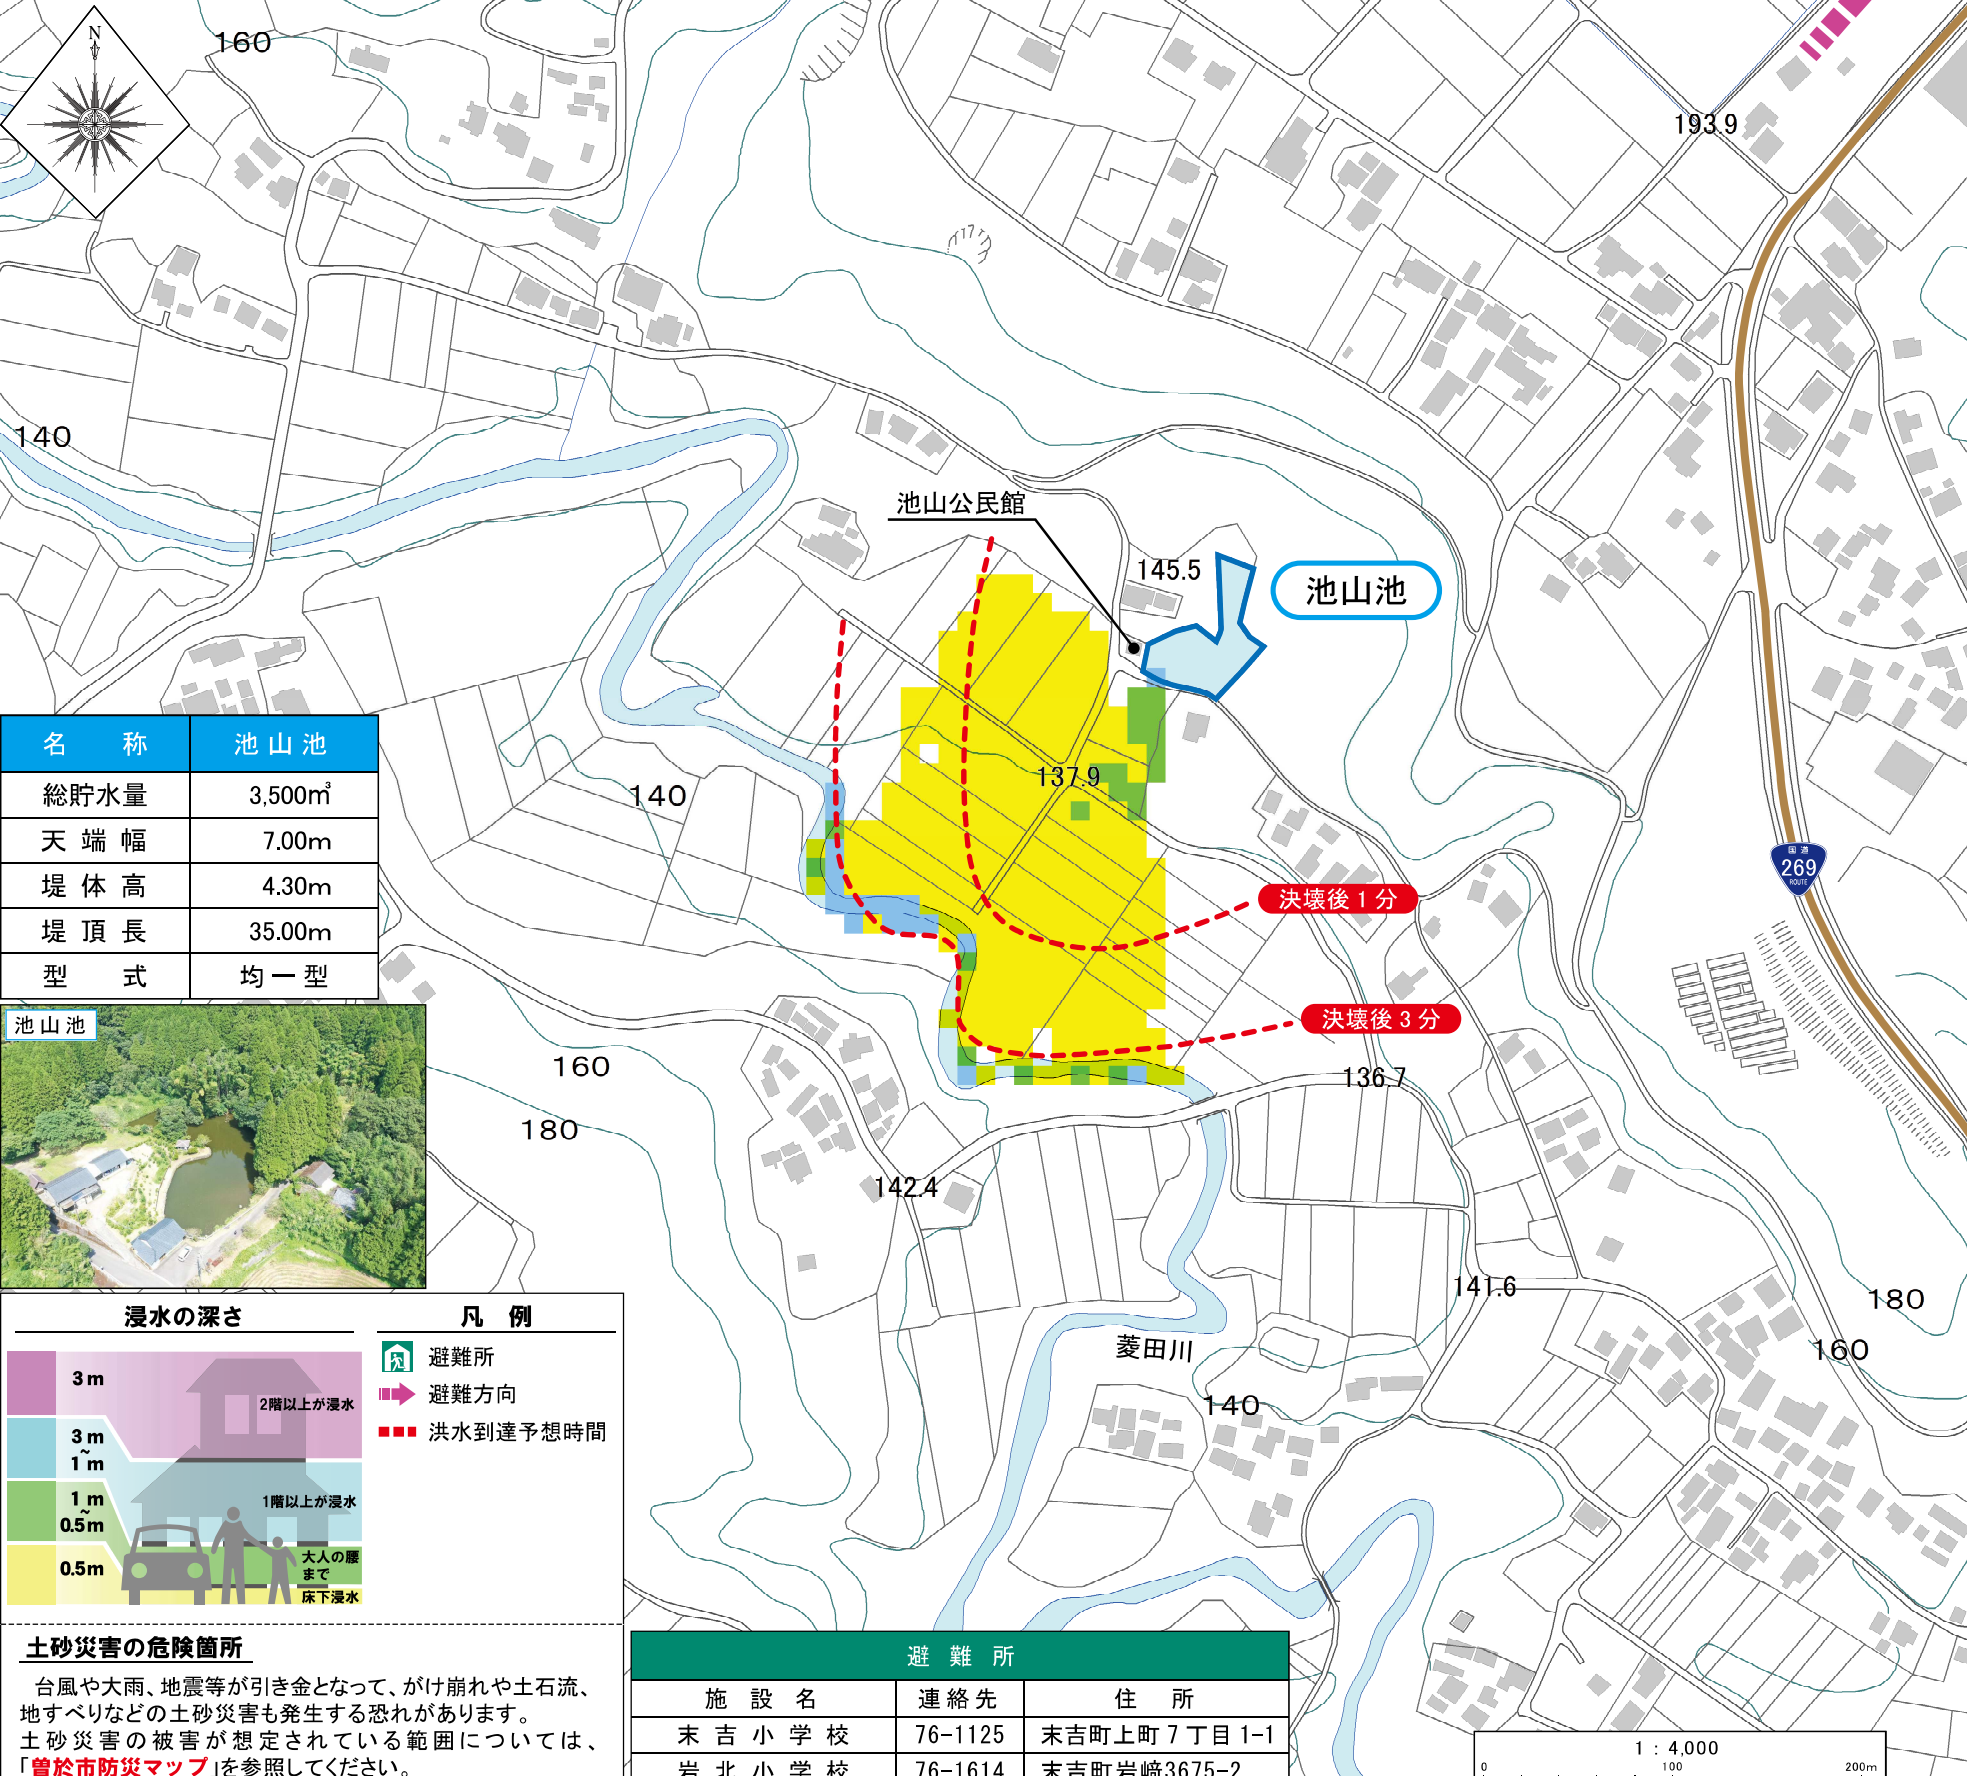 N
160
193.9
140
池山公民館
145.5
池山池
137.9
140
名 称 池山池
総貯水量 3,500㎥
天端幅 7.00m
堤体高 4.30m
堤頂長 35.00m
型 式 均一型
国道
269
ROUTE
決壊後1分
決壊後3分
池山池
160
136.7
180
142.4
141.6
180
菱田川
160
140
浸水の深さ
3m
2階以上が浸水
3m
~
1m
1階以上が浸水
1m
~
0.5m
大人の腰
まで
0.5m
床下浸水
凡 例
避難所
避難方向
洪水到達予想時間
土砂災害の危険箇所
台風や大雨、地震等が引き金となって、がけ崩れや土石流、
地すべりなどの土砂災害も発生する恐れがあります。
土砂災害の被害が想定されている範囲については、
「曽於市防災マップ」を参照してください。
避難所
施設名 連絡先 住所
末吉小学校 76-1125 末吉町上町7丁目1-1
岩北小学校 76-1614 末吉町岩﨑3675-2
1:4,000
0 100 200m